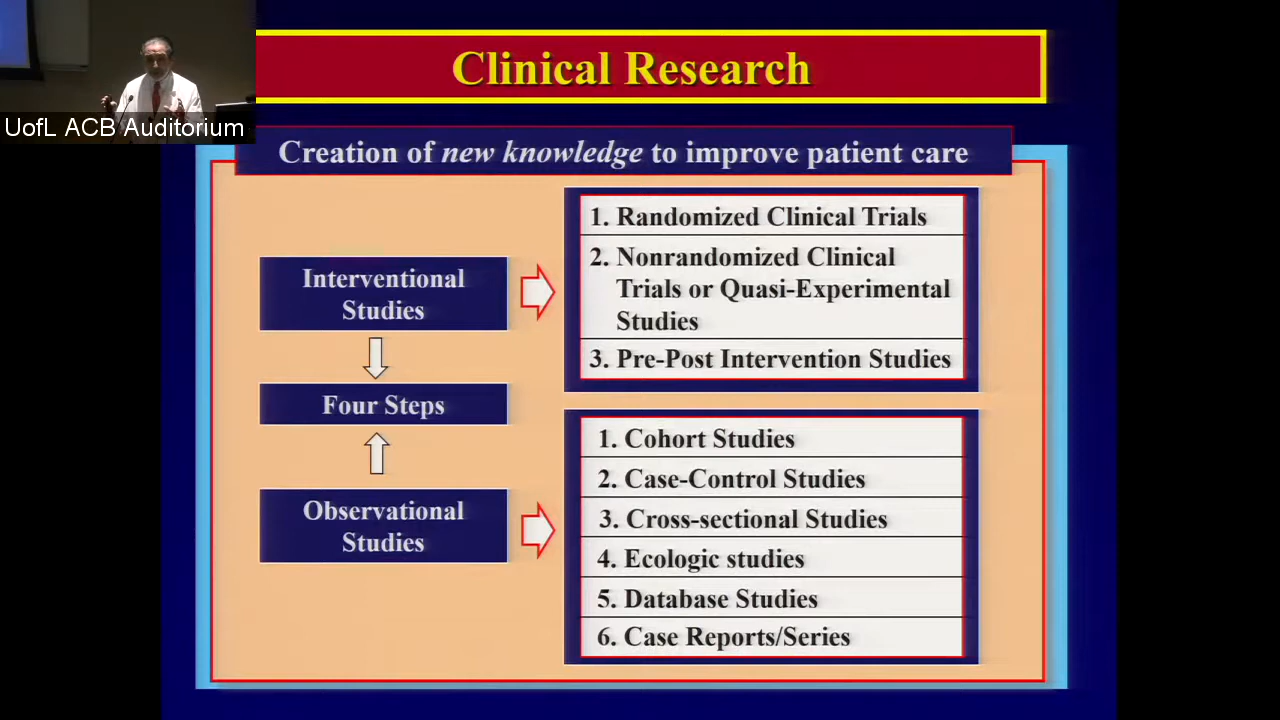 Clinical Research
UofL ACB Auditorium
Creation of new knowledge to improve patient care
Interventional
Studies
Four Steps
Observational
Studies
1. Randomized Clinical Trials
2. Nonrandomized Clinical
Trials or Quasi-Experimental
Studies
3. Pre-Post Intervention Studies
1. Cohort Studies
2. Case-Control Studies
3. Cross-sectional Studies
4. Ecologic studies
5. Database Studies
6. Case Reports/Series